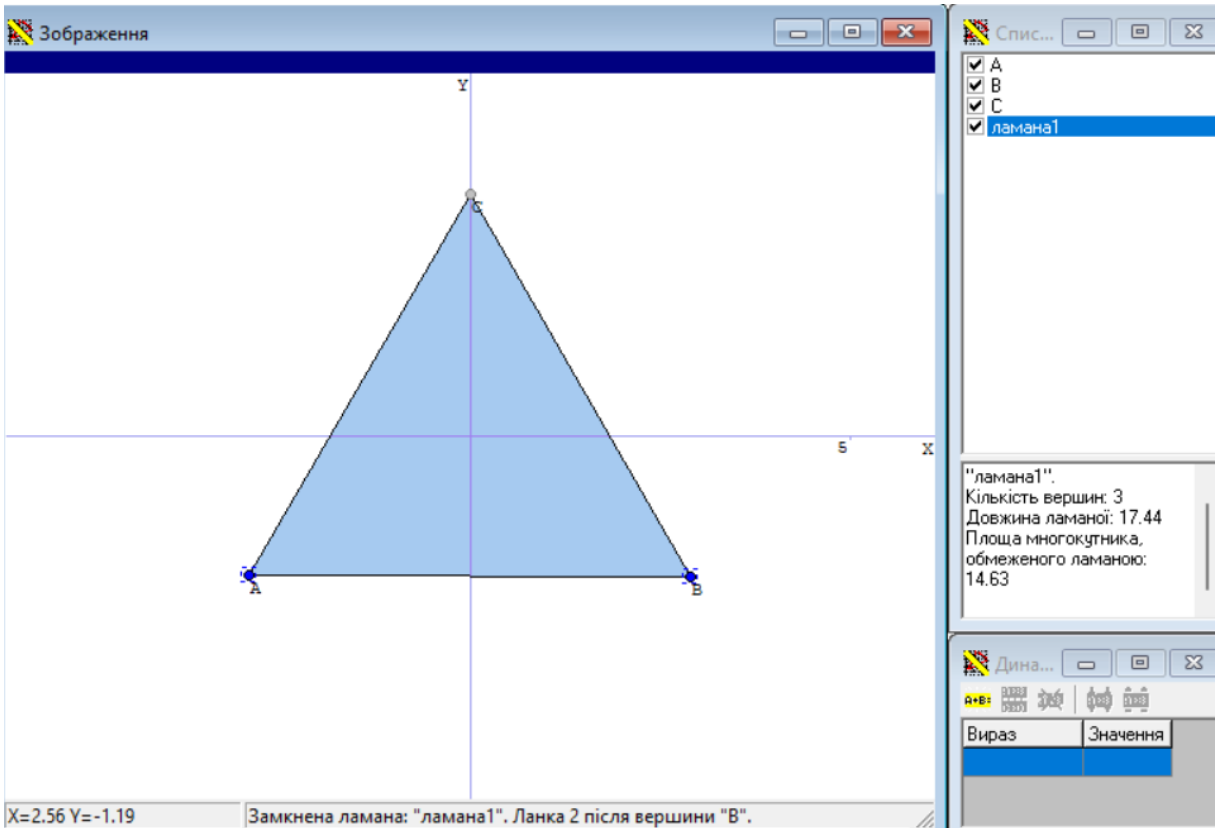 Зображення
Y
C
5
X
A
B
X=2.56 Y=-1.19
Замкнена ламана: "ламана1". Ланка 2 після вершини "B".
Спис...
A
B
C
ламана1
"ламана1".
Кількість вершин: 3
Довжина ламаної: 17.44
Площа многокутника,
обмеженого ламаною:
14.63
Дина...
A+B=
Вираз Значення